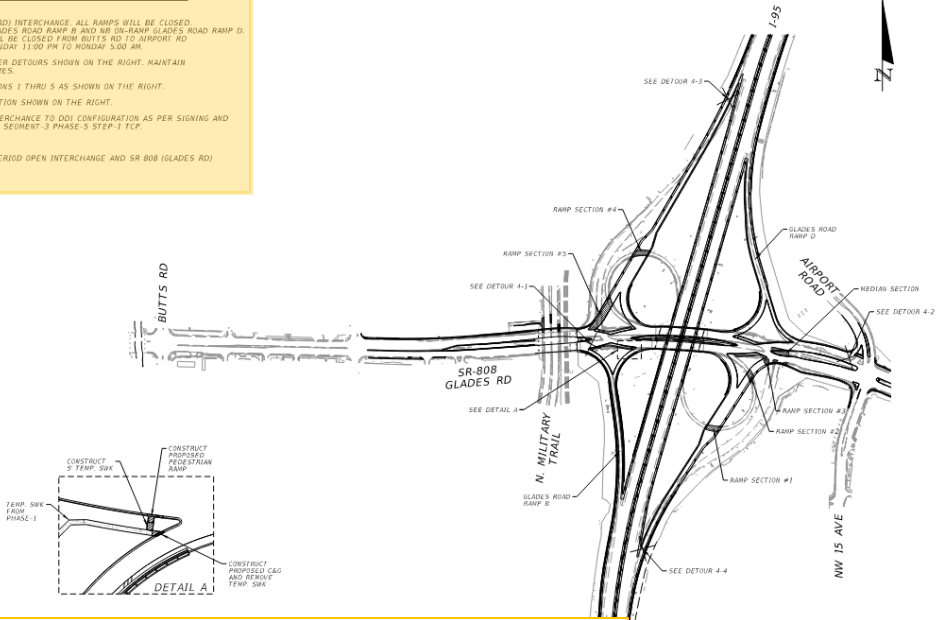 AD) INTERCHANGE. ALL RAMPS WILL BE CLOSED.
ADES ROAD RAMP B AND NB ON-RAMP GLADES ROAD RAMP D.
L BE CLOSED FROM BUTTS RD TO AIRPORT RD
DAY 11:00 PM TO MONDAY 5:00 AM.
ER DETOURS SHOWN ON THE RIGHT. MAINTAIN
TES.
ONS 1 THRU 5 AS SHOWN ON THE RIGHT.
TION SHOWN ON THE RIGHT.
ERCHANGE TO DDI CONFIGURATION AS PER SIGNING AND
SEGMENT-3 PHASE-5 STEP-1 TCP.
ERIOD OPEN INTERCHANGE AND SR 808 (GLADES RD)
I-95
N
SEE DETOUR 4-3
RAMP SECTION #4
GLADES ROAD
RAMP D
RAMP SECTION #5
AIRPORT
ROAD
BUTTS RD
SEE DETOUR 4-1
MEDIAN SECTION
SEE DETOUR 4-2
SR-808
GLADES RD
SEE DETAIL A
RAMP SECTION #3
N. MILITARY
TRAIL
RAMP SECTION #2
RAMP SECTION #1
GLADES ROAD
RAMP B
NW 15 AVE
SEE DETOUR 4-4
CONSTRUCT
PROPOSED
PEDESTRIAN
RAMP
CONSTRUCT
5' TEMP. SWK
TEMP. SWK
FROM
PHASE-1
CONSTRUCT
PROPOSED C&G
AND REMOVE
TEMP. SWK
DETAIL A